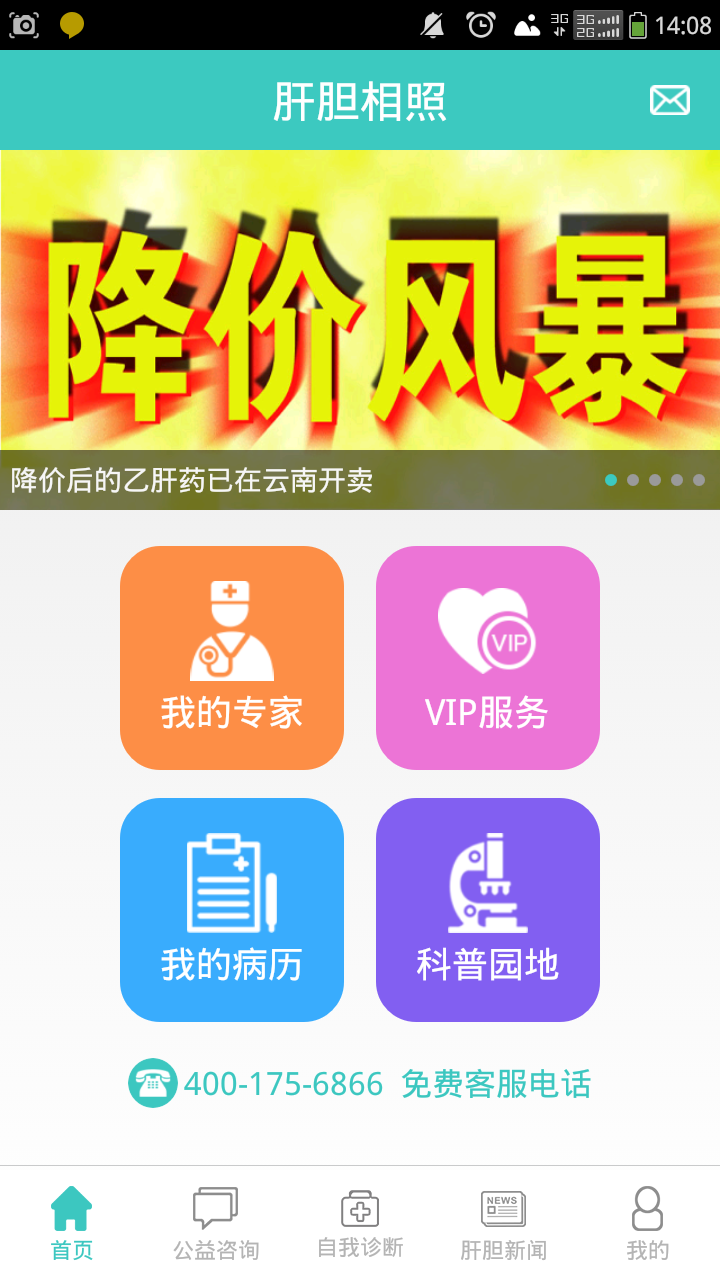 3G 3G 2G 14:08
肝胆相照
降价风暴
降价后的乙肝药已在云南开卖
VIP
我的专家 VIP服务
我的病历 科普园地
400-175-6866 免费客服电话
NEWS
首页 公益咨询 自我诊断 肝胆新闻 我的